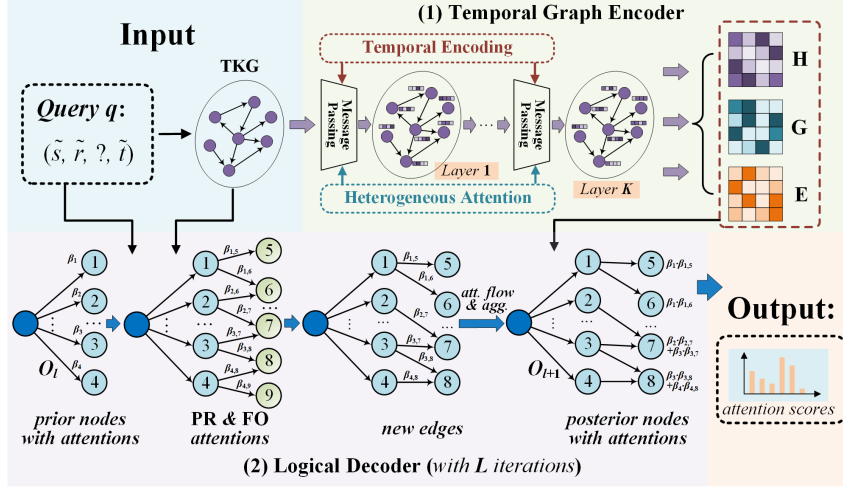 (1) Temporal Graph Encoder
Input
TKG
Query q:
(s̃, r̃, ?, t̃)
Temporal Encoding
Message
Passing
Layer 1
...
Message
Passing
Layer K
Heterogeneous Attention
H
G
E
β1
β2
...
β3
β4
1
2
3
4
Ol
prior nodes
with attentions
β1,5
β1,6
β2,6
β2,7
...
β3,7
β3,8
β4,8
β4,9
1
2
3
4
5
6
7
8
9
PR & FO
attentions
β1,5
β1,6
β2,7
...
β3,7
β3,8
β4,8
1
2
3
4
5
6
7
8
new edges
att. flow
& agg.
Ol+1
1
2
...
3
4
5
6
...
7
8
β1·β1,5
β1·β1,6
β2·β2,7
+β3·β3,7
β3·β3,8
+β4·β4,8
posterior nodes
with attentions
Output:
attention scores
(2) Logical Decoder (with L iterations)